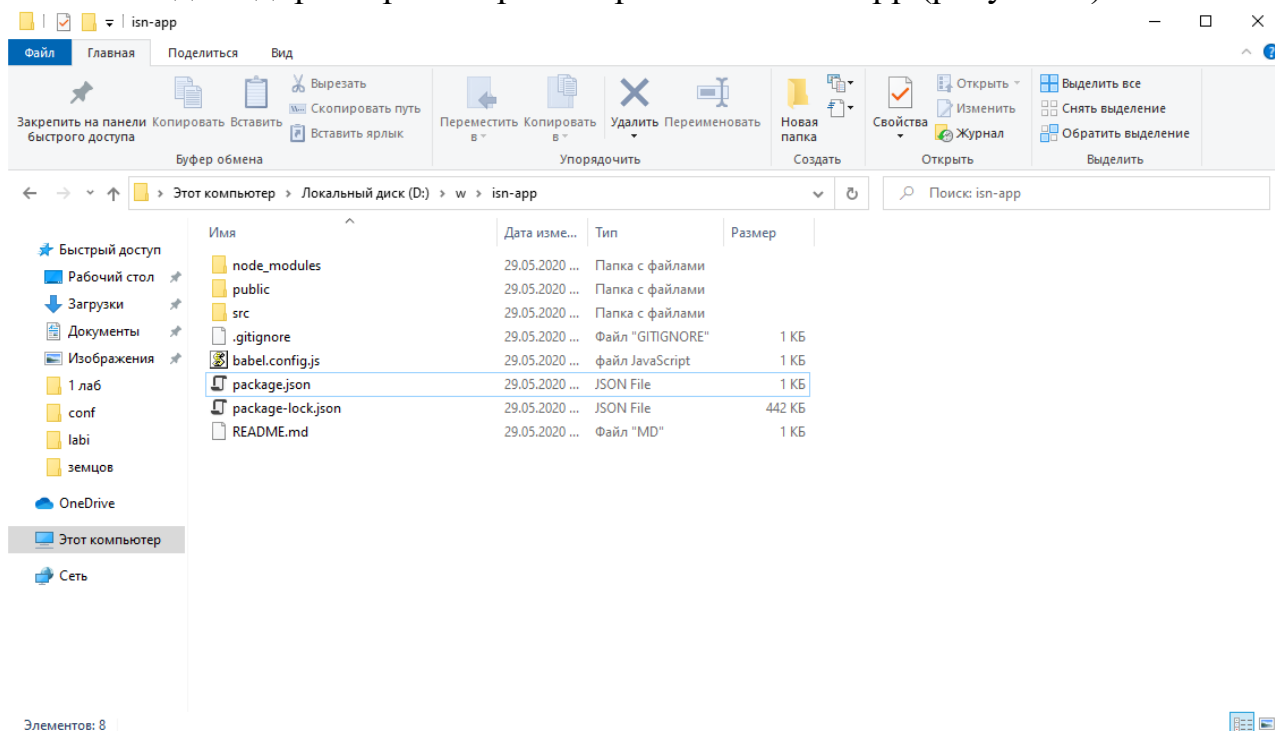 isn-app
Файл Главная Поделиться Вид
Закрепить на панели быстрого доступа
Копировать
Вставить
Вырезать
Скопировать путь
Вставить ярлык
Буфер обмена
Переместить в
Копировать в
Удалить
Переименовать
Упорядочить
Новая папка
Создать
Свойства
Открыть
Изменить
Журнал
Открыть
Выделить все
Снять выделение
Обратить выделение
Выделить
Этот компьютер > Локальный диск (D:) > w > isn-app
Поиск: isn-app
Имя Дата изме... Тип Размер
Быстрый доступ
Рабочий стол
Загрузки
Документы
Изображения
1 лаб
conf
labi
земцов
OneDrive
Этот компьютер
Сеть
node_modules 29.05.2020 ... Папка с файлами
public 29.05.2020 ... Папка с файлами
src 29.05.2020 ... Папка с файлами
.gitignore 29.05.2020 ... Файл "GITIGNORE" 1 КБ
babel.config.js 29.05.2020 ... файл JavaScript 1 КБ
package.json 29.05.2020 ... JSON File 1 КБ
package-lock.json 29.05.2020 ... JSON File 442 КБ
README.md 29.05.2020 ... Файл "MD" 1 КБ
Элементов: 8